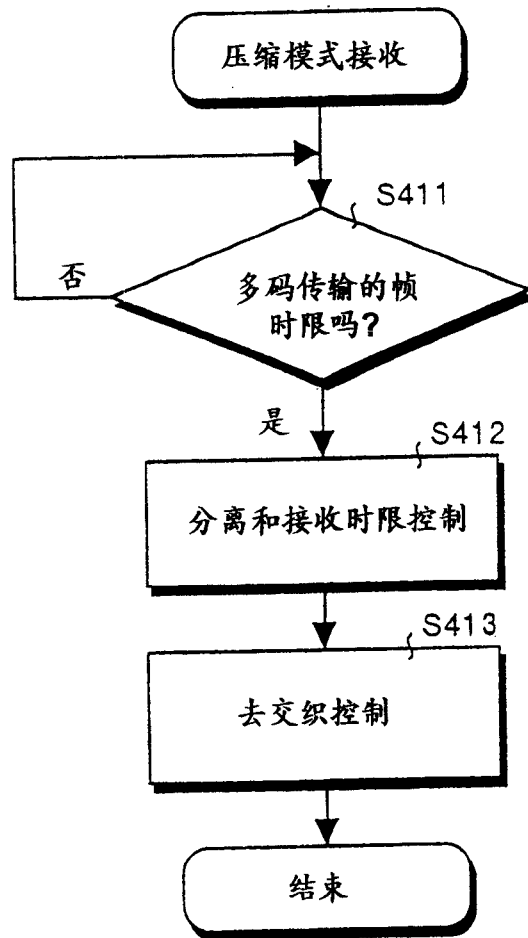 压缩模式接收
S411
多码传输的帧
时限吗?
否
是
S412
分离和接收时限控制
S413
去交织控制
结束